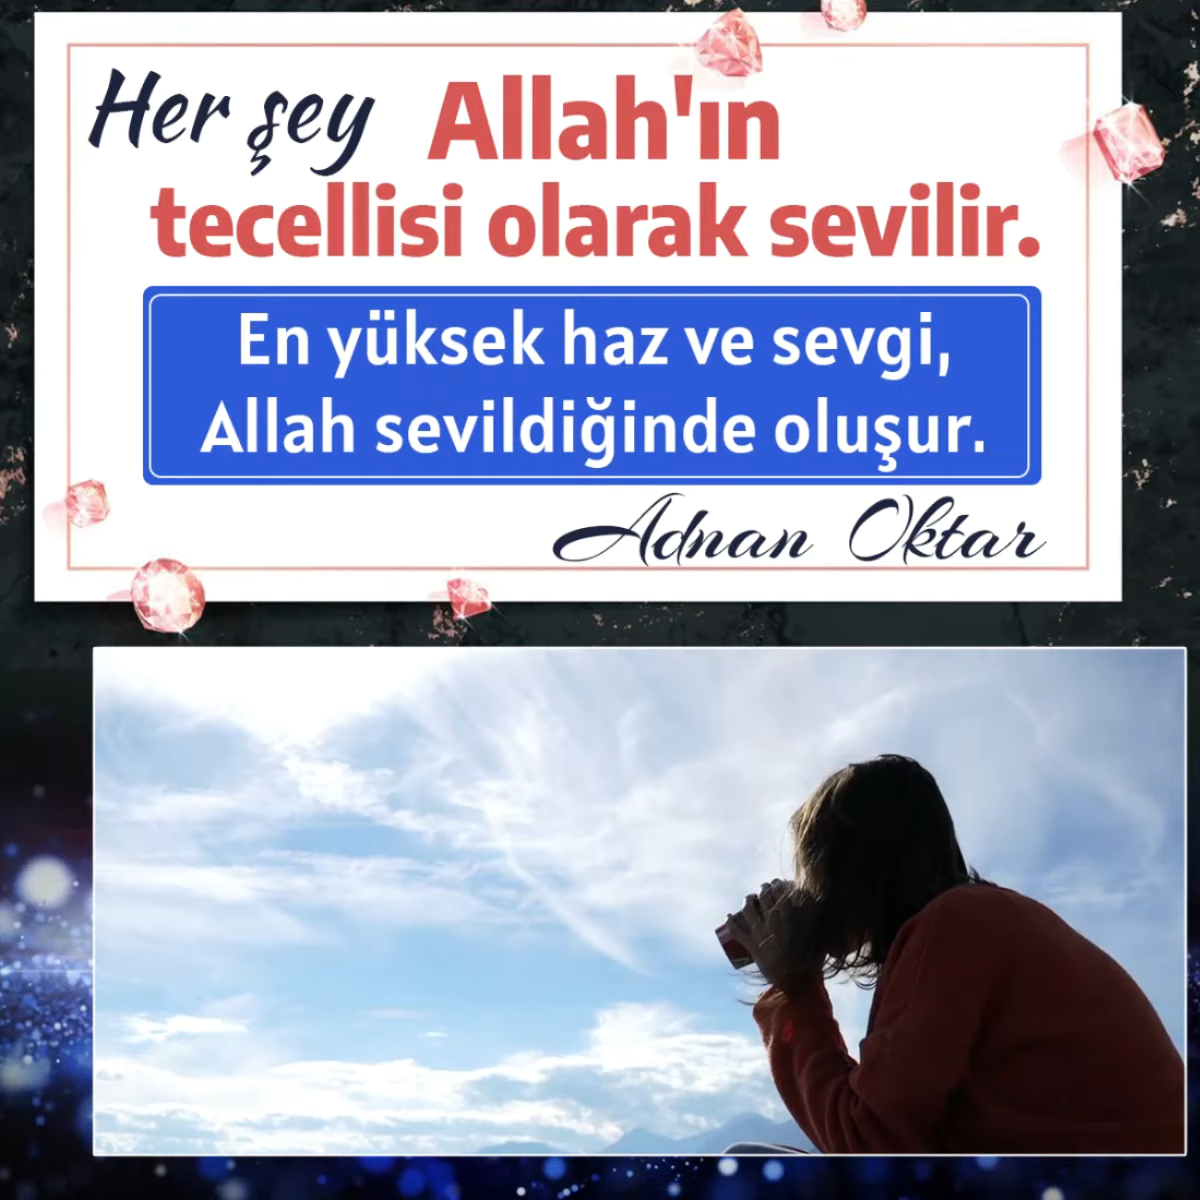 Her şey Allah'ın
tecellisi olarak sevilir.
En yüksek haz ve sevgi,
Allah sevildiğinde oluşur.
Adnan Oktar